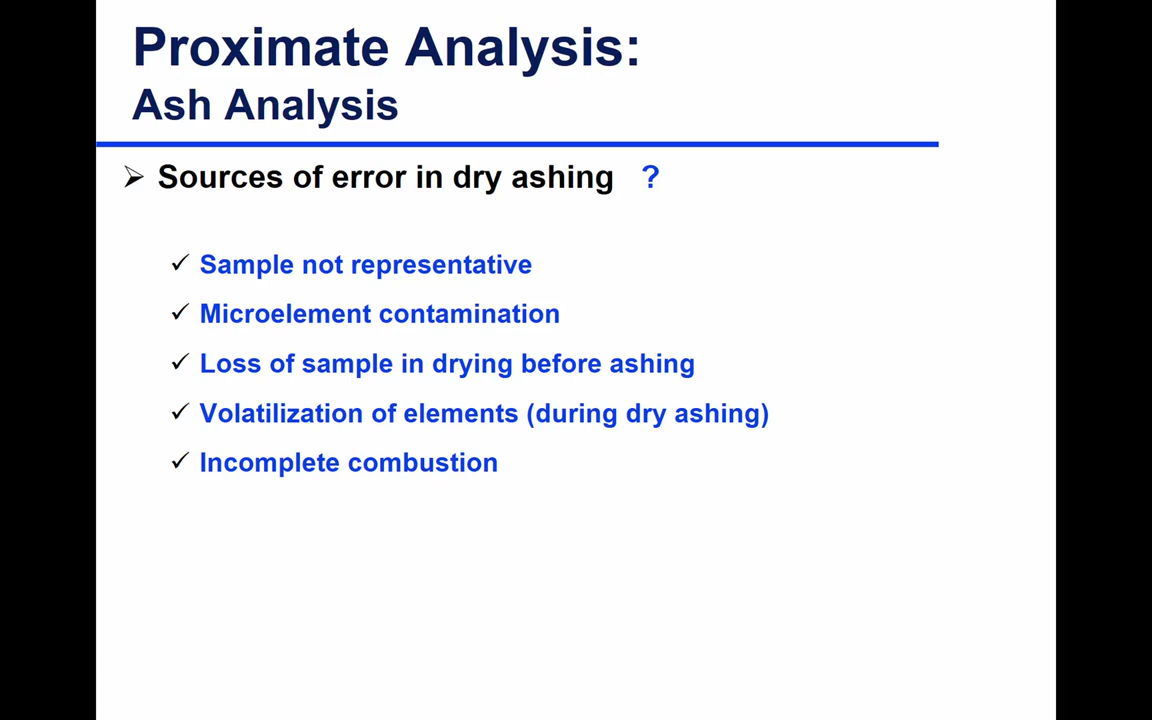 Proximate Analysis:
Ash Analysis
➢ Sources of error in dry ashing ?
✓ Sample not representative
✓ Microelement contamination
✓ Loss of sample in drying before ashing
✓ Volatilization of elements (during dry ashing)
✓ Incomplete combustion